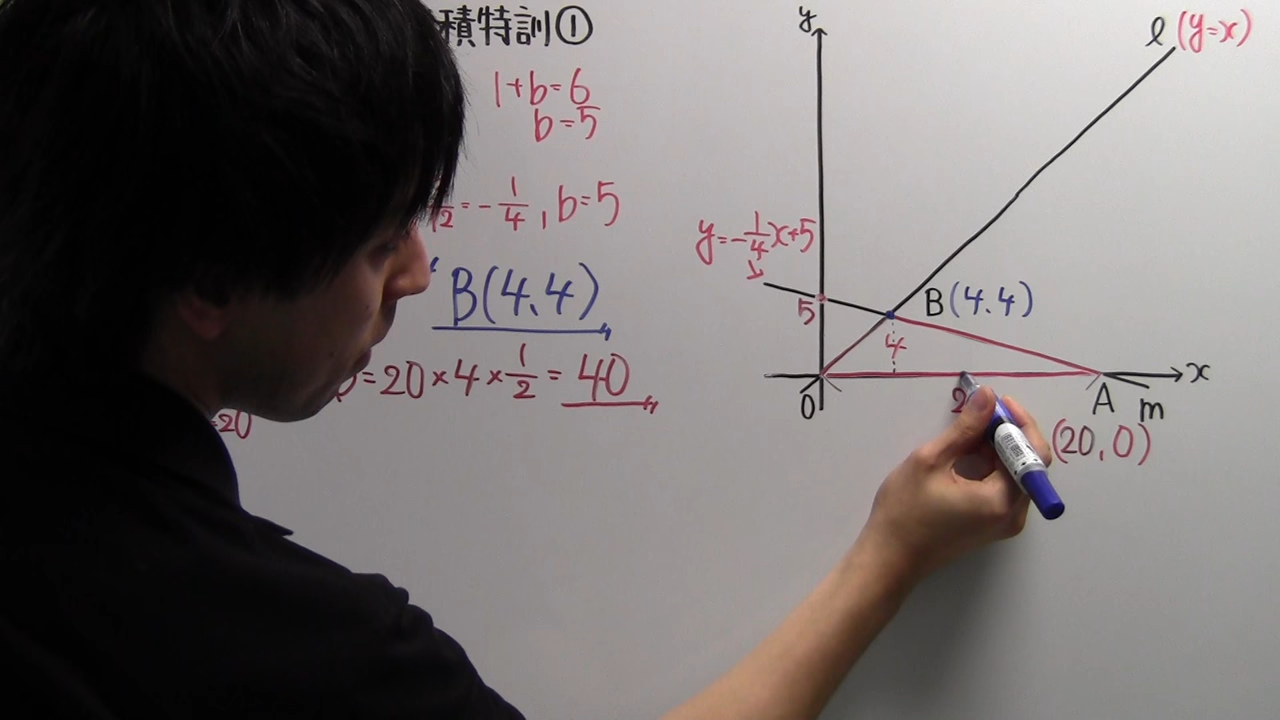 積特訓①
1+b=6
b=5
12=-1/4, b=5
B(4.4)
=20×4×1/2=40
=20
y
l (y=x)
y=-1/4x+5
5
B(4.4)
4
x
O
2
A
m
(20,0)